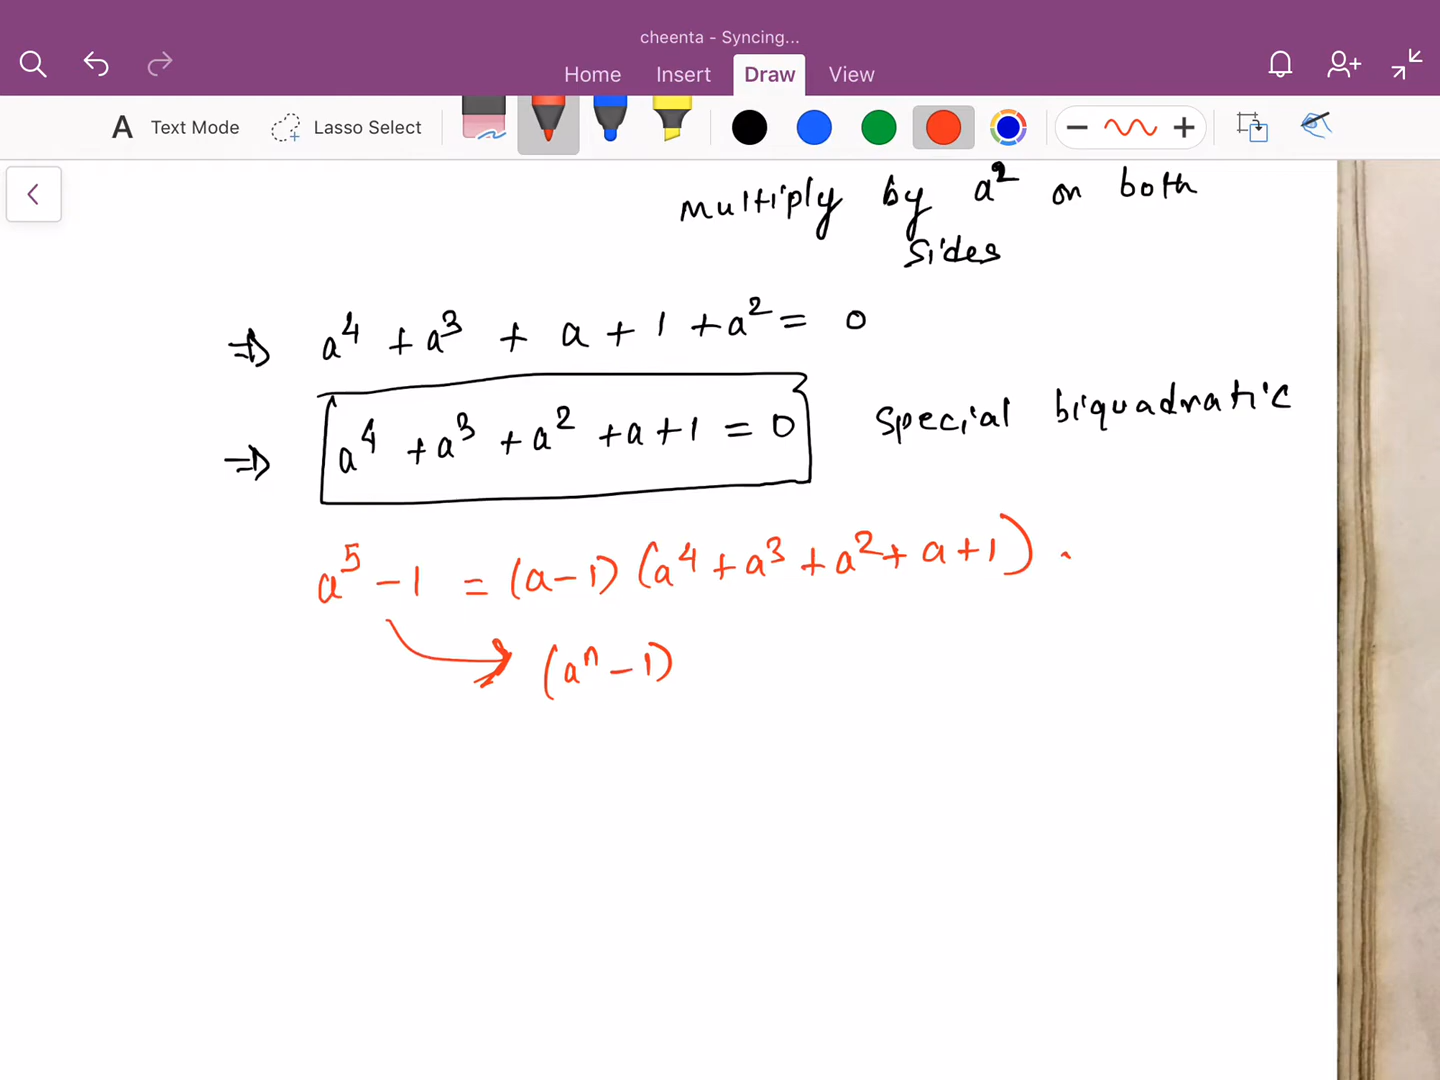 cheenta - Syncing...
Home Insert Draw View
A Text Mode Lasso Select
multiply by a² on both
sides
⇒ a⁴ + a³ + a + 1 + a² = 0
⇒ a⁴ + a³ + a² + a + 1 = 0 special biquadratic
a⁵ - 1 = (a-1) (a⁴ + a³ + a² + a + 1) .
(aⁿ - 1)